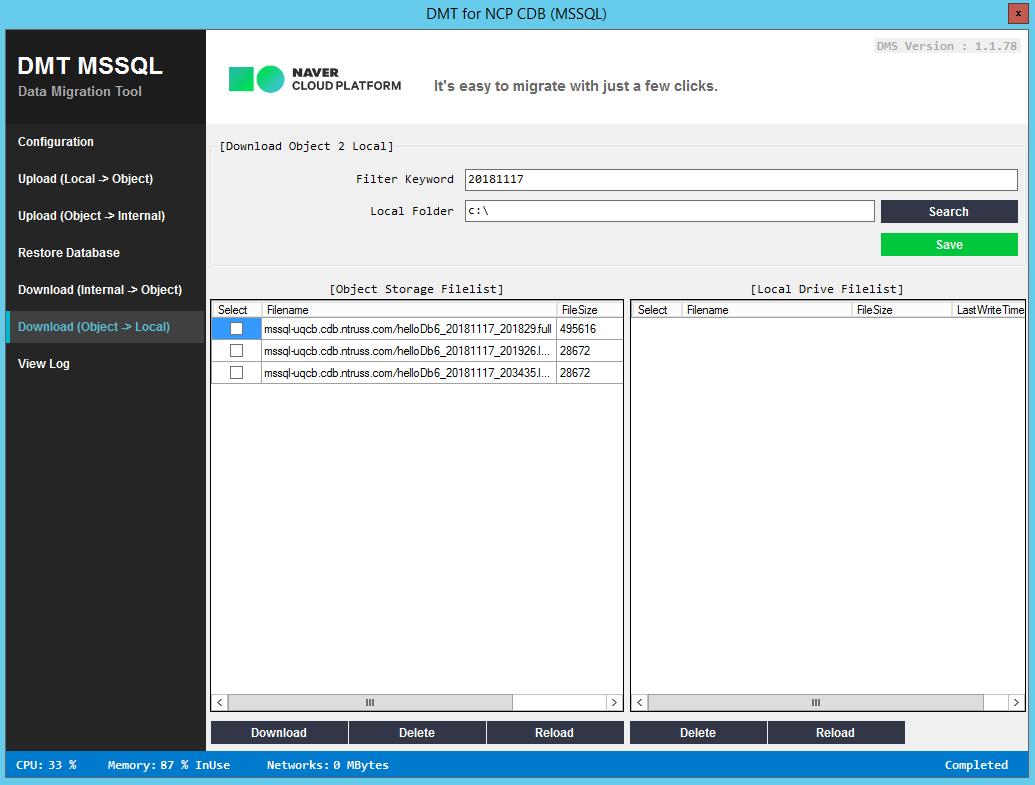 DMT for NCP CDB (MSSQL)
x
DMT MSSQL
Data Migration Tool
Configuration
Upload (Local -> Object)
Upload (Object -> Internal)
Restore Database
Download (Internal -> Object)
Download (Object -> Local)
View Log
DMS Version : 1.1.78
NAVER
CLOUD PLATFORM
It's easy to migrate with just a few clicks.
[Download Object 2 Local]
Filter Keyword 20181117
Local Folder c:\ Search
Save
[Object Storage Filelist]
Select Filename FileSize
mssql-uqcb.cdb.ntruss.com/helloDb6_20181117_201829.full 495616
mssql-uqcb.cdb.ntruss.com/helloDb6_20181117_201926.l... 28672
mssql-uqcb.cdb.ntruss.com/helloDb6_20181117_203435.l... 28672
Download Delete Reload
[Local Drive Filelist]
Select Filename FileSize LastWriteTime
Delete Reload
CPU: 33 % Memory: 87 % InUse Networks: 0 MBytes Completed